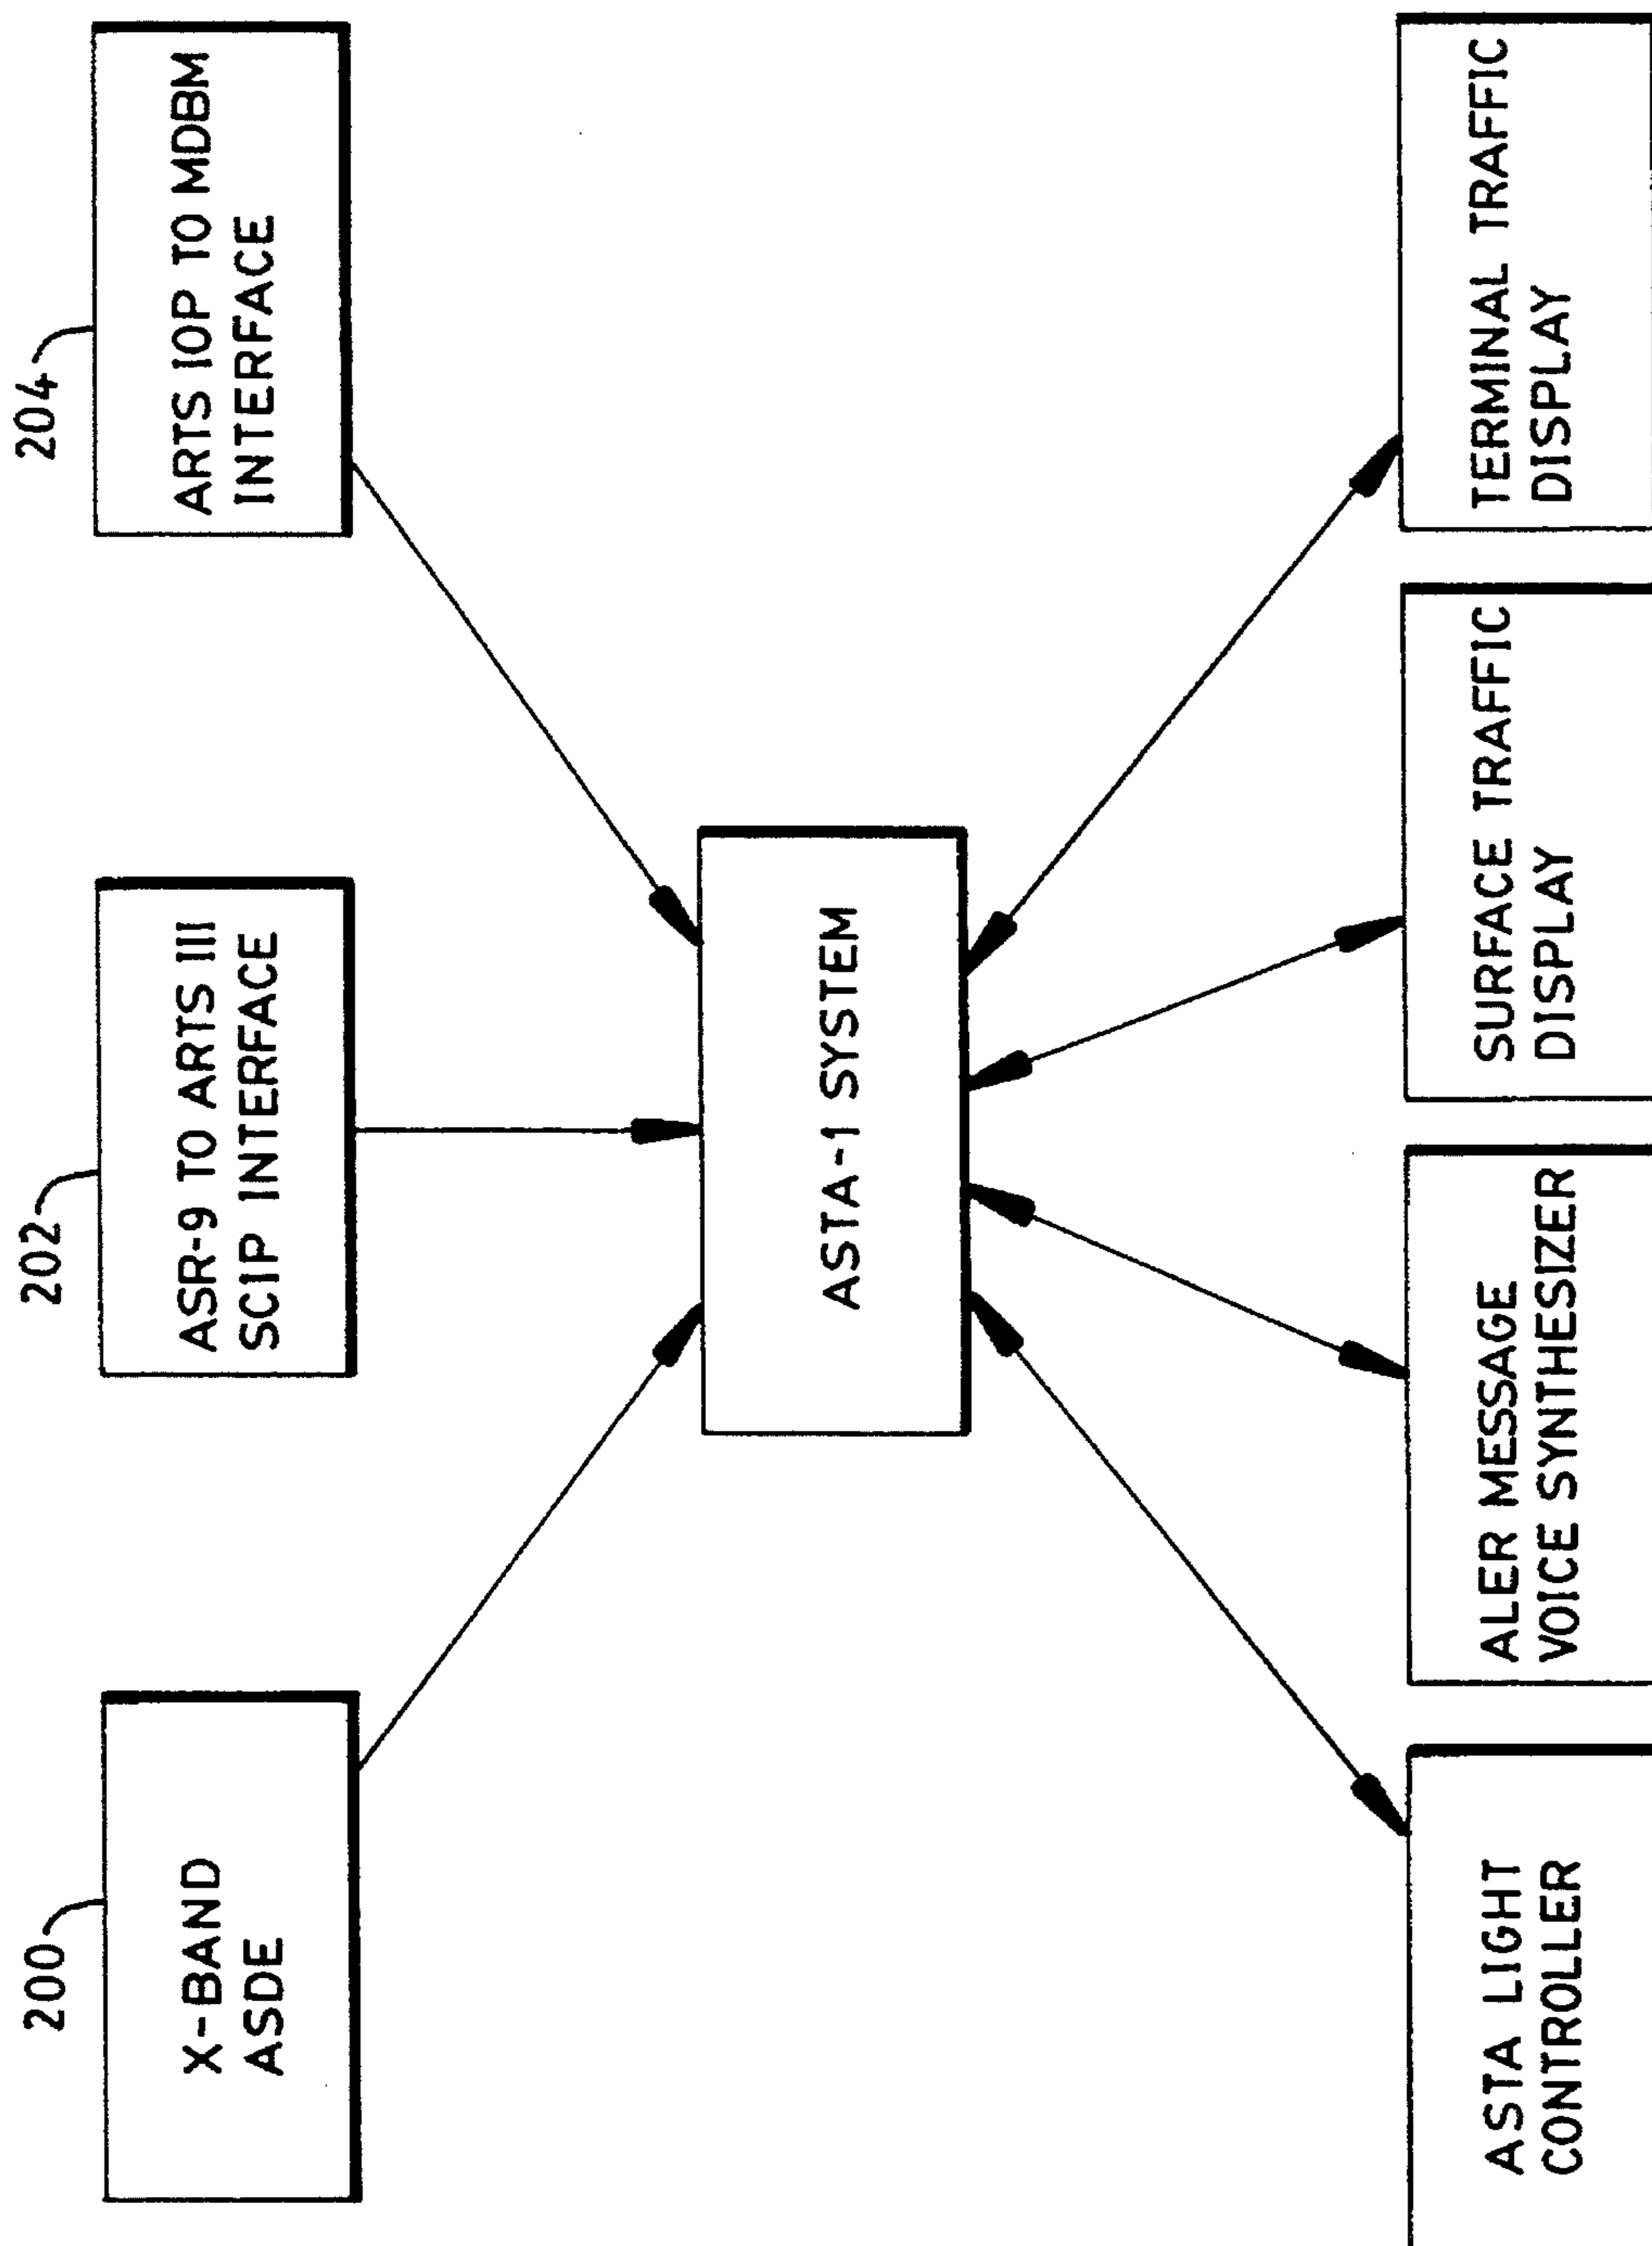 200
X-BAND
ASDE
202
ASR-9 TO ARTS III
SCIP INTERFACE
204
ARTS IOP TO MDBM
INTERFACE
ASTA-1 SYSTEM
ASTA LIGHT
CONTROLLER
ALER MESSAGE
VOICE SYNTHESIZER
SURFACE TRAFFIC
DISPLAY
TERMINAL TRAFFIC
DISPLAY